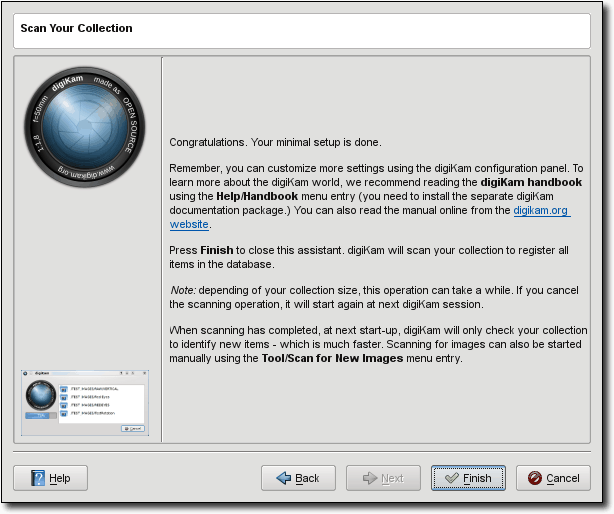 Scan Your Collection
digiKam made as OPEN SOURCE
www.digikam.org
1:1,8 f=50mm
Congratulations. Your minimal setup is done.
Remember, you can customize more settings using the digiKam configuration panel. To
learn more about the digiKam world, we recommend reading the digiKam handbook
using the Help/Handbook menu entry (you need to install the separate digiKam
documentation package.) You can also read the manual online from the digikam.org
website.
Press Finish to close this assistant. digiKam will scan your collection to register all
items in the database.
Note: depending of your collection size, this operation can take a while. If you cancel
the scanning operation, it will start again at next digiKam session.
When scanning has completed, at next start-up, digiKam will only check your collection
to identify new items - which is much faster. Scanning for images can also be started
manually using the Tool/Scan for New Images menu entry.
digikam
Cancel
Help
Back
Next
Finish
Cancel